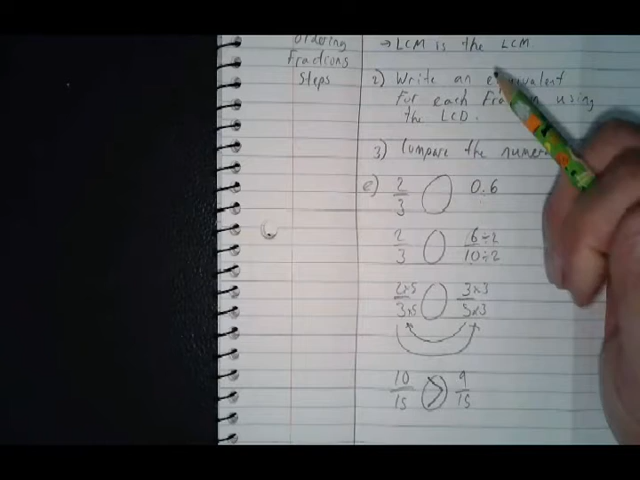 Ordering
Fractions
Steps
→ LCM is the LCM
2) Write an equivalent
For each Fraction using
the LCD.
3) Compare the numer
e) 2/3 ◯ 0.6
2/3 ◯ 6÷2/10÷2
2×5/3×5 ◯ 3×3/5×3
10/15 > 9/15